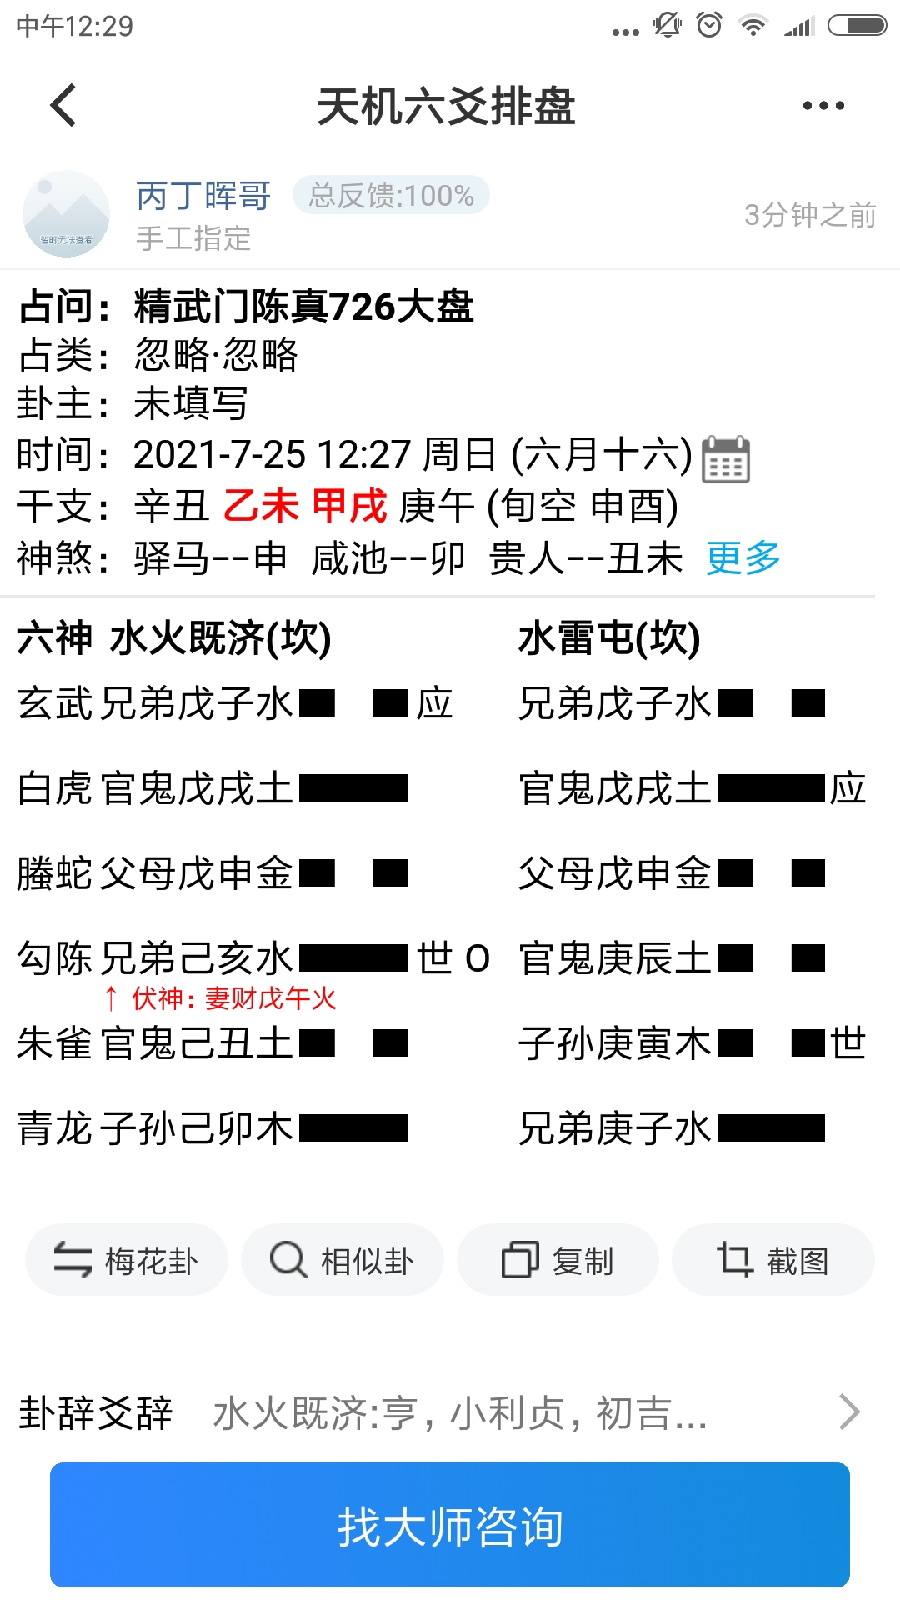 中午12:29
天机六爻排盘
丙丁晖哥 总反馈:100%
手工指定
3分钟之前
暂时无法查看
占问：精武门陈真726大盘
占类：忽略·忽略
卦主：未填写
时间：2021-7-25 12:27 周日 (六月十六)
干支：辛丑 乙未 甲戌 庚午 (旬空 申酉)
神煞：驿马--申 咸池--卯 贵人--丑未 更多
六神 水火既济(坎) 水雷屯(坎)
玄武 兄弟戊子水 应 兄弟戊子水
白虎 官鬼戊戌土 官鬼戊戌土 应
螣蛇 父母戊申金 父母戊申金
勾陈 兄弟己亥水 世 O 官鬼庚辰土
↑ 伏神：妻财戊午火
朱雀 官鬼己丑土 子孙庚寅木 世
青龙 子孙己卯木 兄弟庚子水
梅花卦 相似卦 复制 截图
卦辞爻辞 水火既济:亨，小利贞，初吉...
找大师咨询